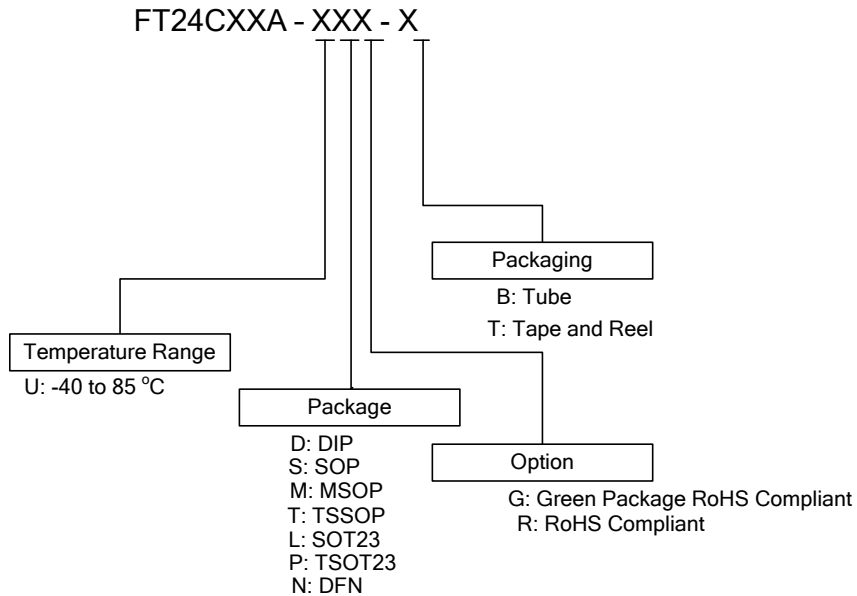 FT24CXXA - XXX - X
Packaging
B: Tube
T: Tape and Reel
Temperature Range
U: -40 to 85 °C
Package
D: DIP
S: SOP
M: MSOP
T: TSSOP
L: SOT23
P: TSOT23
N: DFN
Option
G: Green Package RoHS Compliant
R: RoHS Compliant